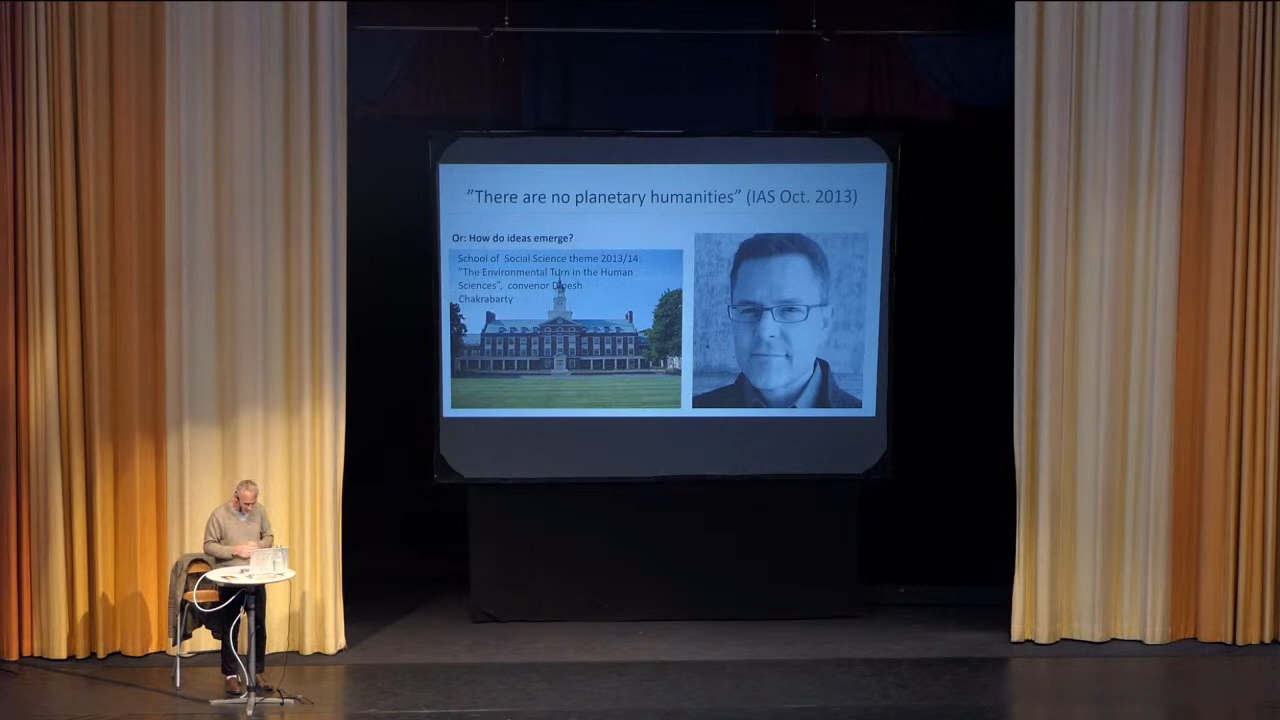 ”There are no planetary humanities” (IAS Oct. 2013)
Or: How do ideas emerge?
School of Social Science theme 2013/14
”The Environmental Turn in the Human
Sciences”, convenor Dipesh
Chakrabarty